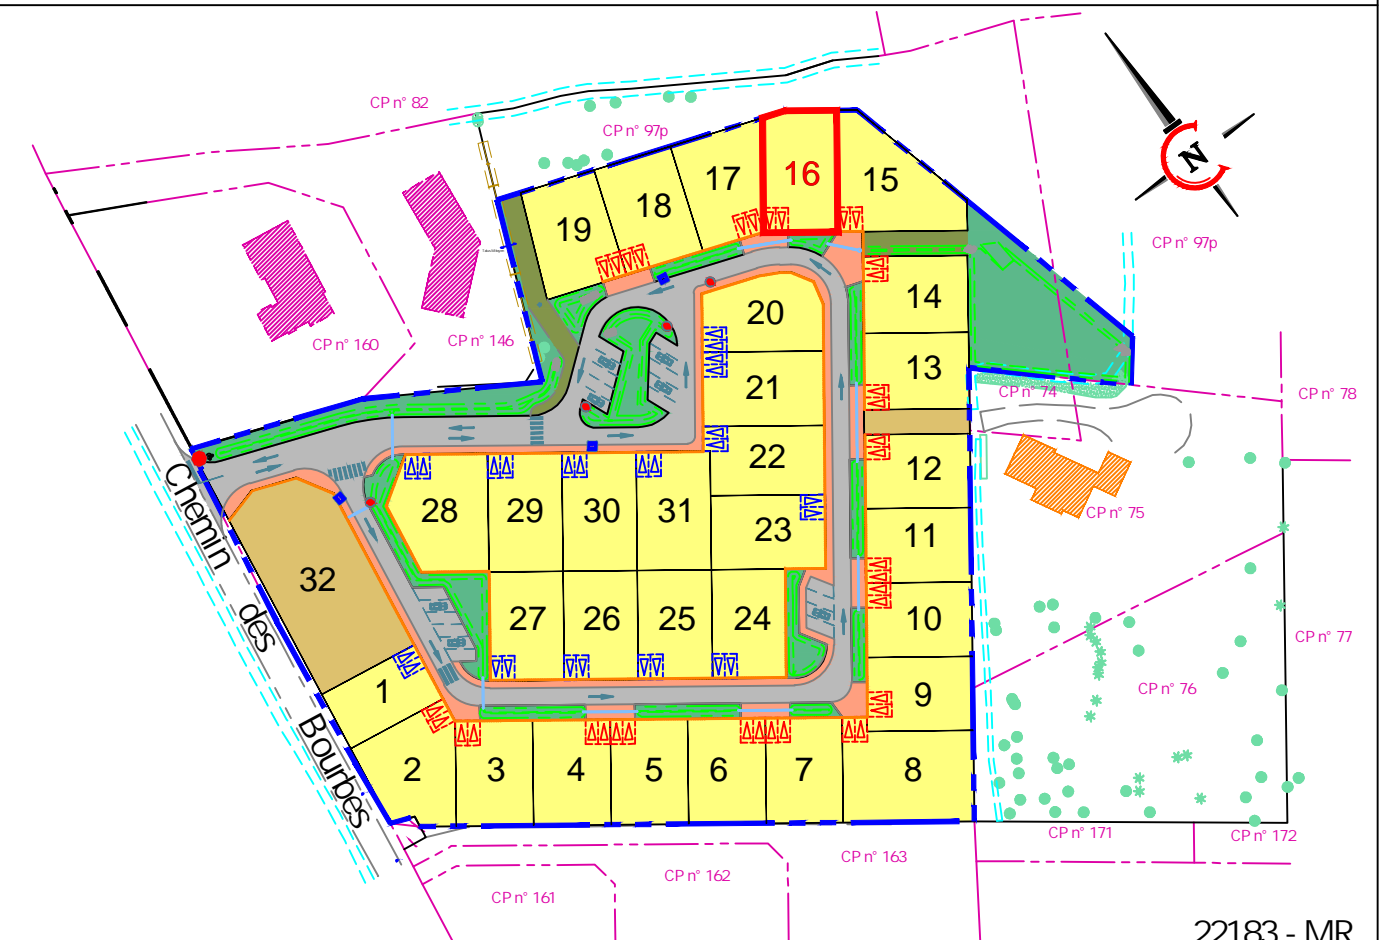 CP n° 82
CP n° 97p
16
17
15
18
19
N
CP n° 97p
14
20
CP n° 160
CP n° 146
13
21
CP n° 74
CP n° 78
22
12
28
29
30
31
CP n° 75
23
11
32
Chemin des Bourbes
27
26
25
24
10
CP n° 77
1
9
CP n° 76
2
3
4
5
6
7
8
CP n° 171
CP n° 172
CP n° 163
CP n° 162
CP n° 161
22183 - MR